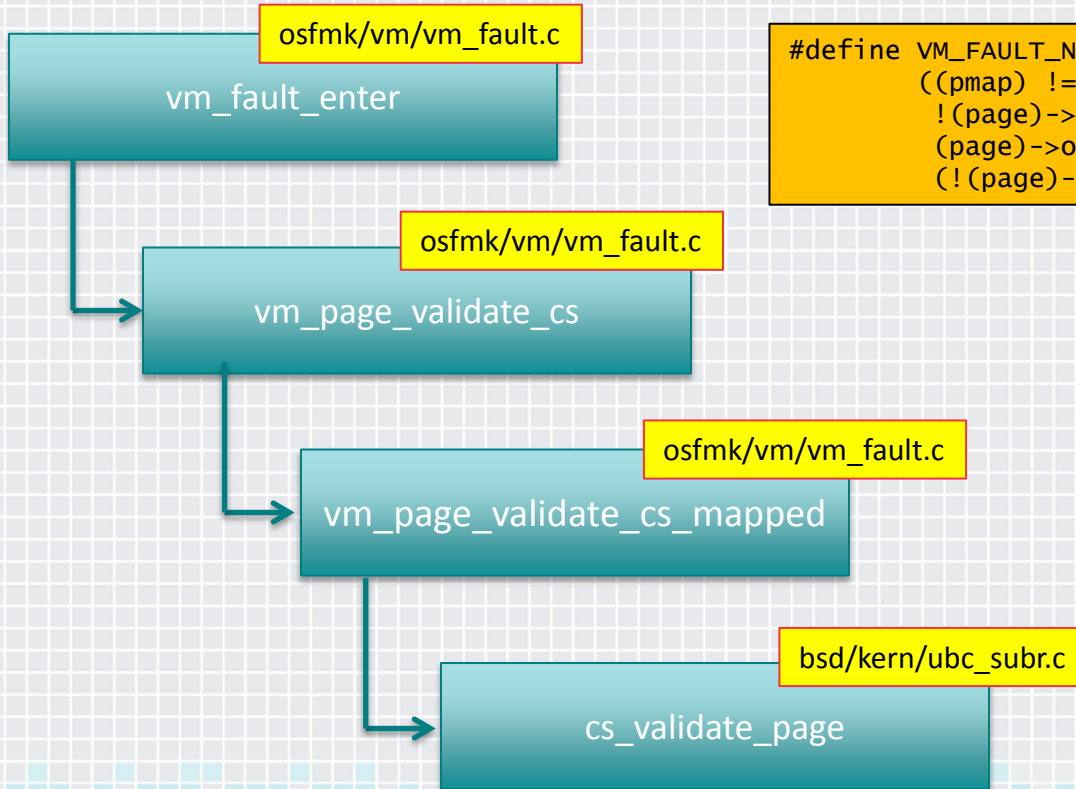 osfmk/vm/vm_fault.c
vm_fault_enter
#define VM_FAULT_N
((pmap) !=
!(page)->
(page)->o
(!(page)-
osfmk/vm/vm_fault.c
vm_page_validate_cs
osfmk/vm/vm_fault.c
vm_page_validate_cs_mapped
bsd/kern/ubc_subr.c
cs_validate_page